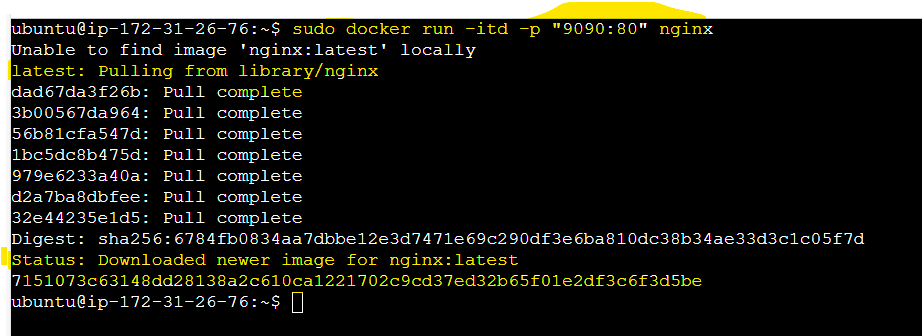 ubuntu@ip-172-31-26-76:~$ sudo docker run -itd -p "9090:80" nginx
Unable to find image 'nginx:latest' locally
latest: Pulling from library/nginx
dad67da3f26b: Pull complete
3b00567da964: Pull complete
56b81cfa547d: Pull complete
1bc5dc8b475d: Pull complete
979e6233a40a: Pull complete
d2a7ba8dbfee: Pull complete
32e44235e1d5: Pull complete
Digest: sha256:6784fb0834aa7dbbe12e3d7471e69c290df3e6ba810dc38b34ae33d3c1c05f7d
Status: Downloaded newer image for nginx:latest
7151073c63148dd28138a2c610ca1221702c9cd37ed32b65f01e2df3c6f3d5be
ubuntu@ip-172-31-26-76:~$